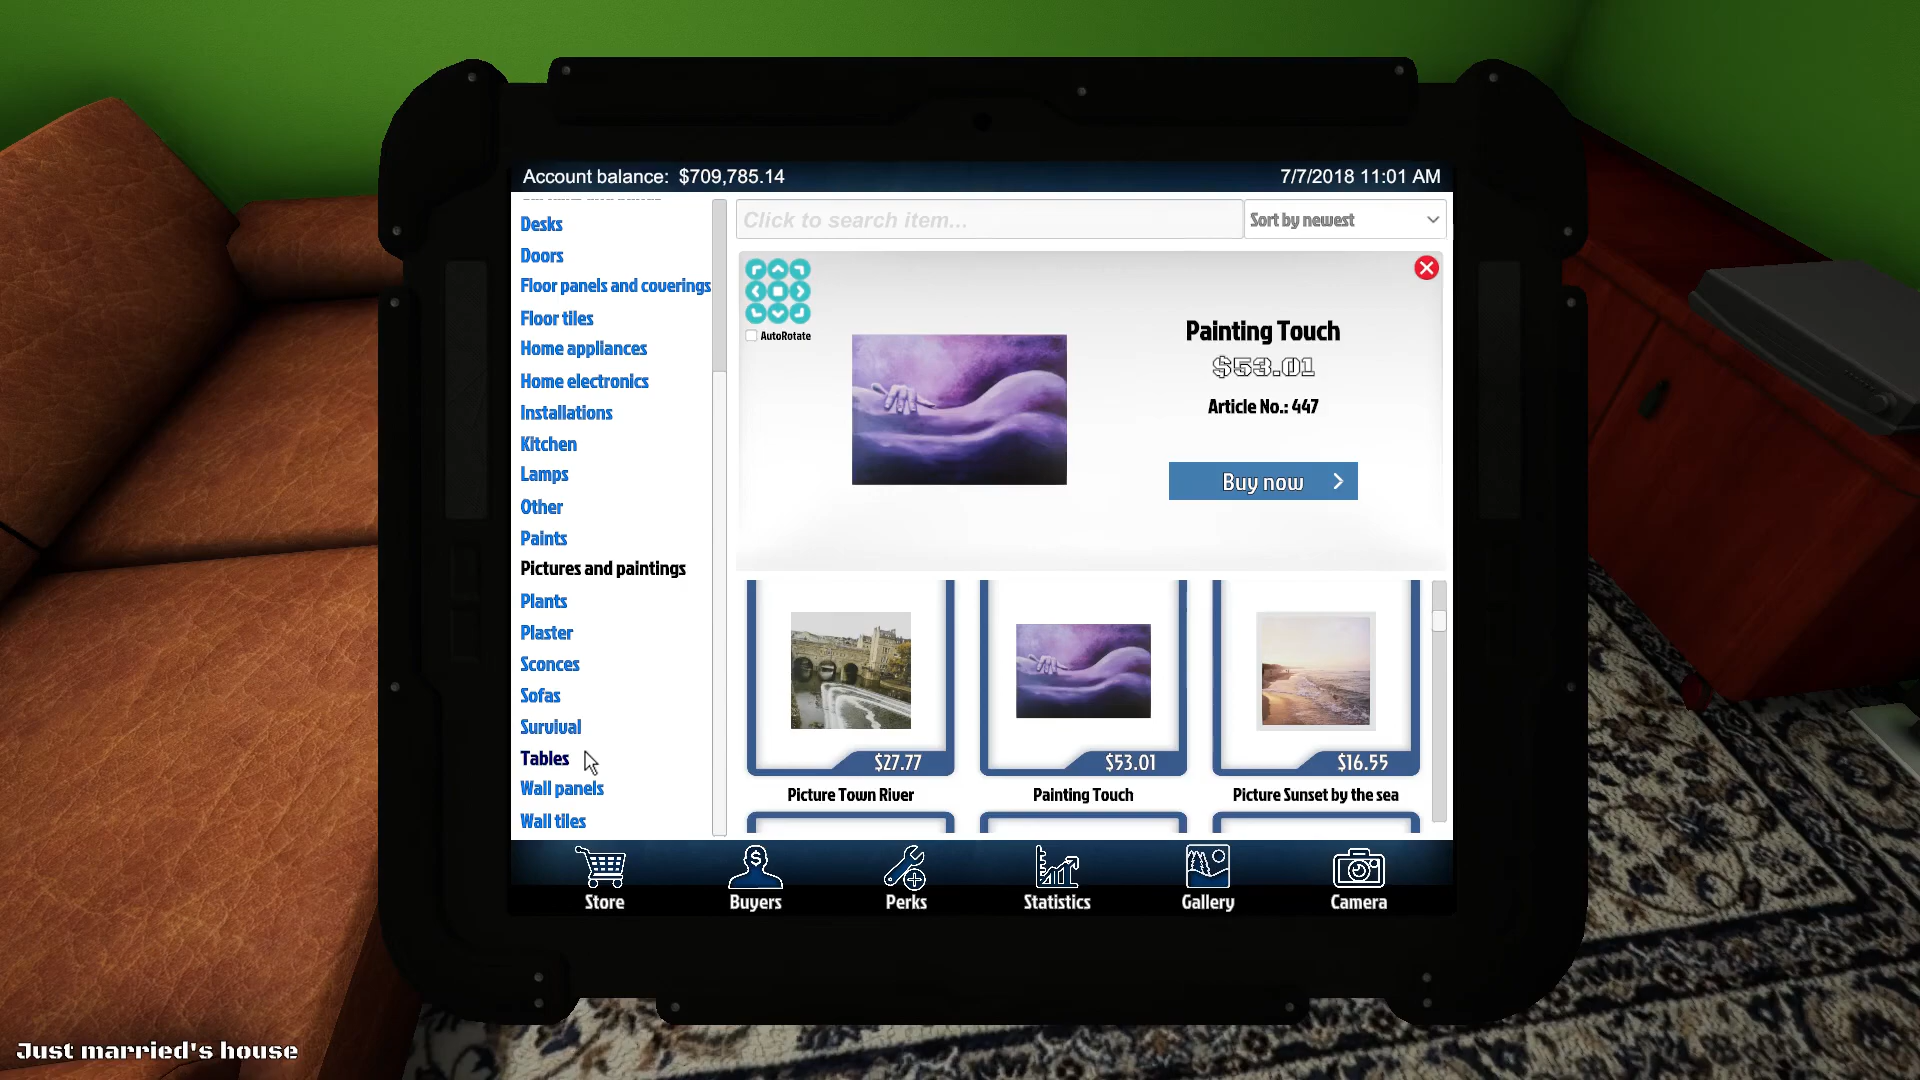 Account balance: $709,785.14
7/7/2018 11:01 AM
Desks
Doors
Floor panels and coverings
Floor tiles
Home appliances
Home electronics
Installations
Kitchen
Lamps
Other
Paints
Pictures and paintings
Plants
Plaster
Sconces
Sofas
Survival
Tables
Wall panels
Wall tiles
Click to search item...
Sort by newest
AutoRotate
Painting Touch
$53.01
Article No.: 447
Buy now
$27.77
$53.01
$16.55
Picture Town River
Painting Touch
Picture Sunset by the sea
Store
Buyers
Perks
Statistics
Gallery
Camera
Just married's house